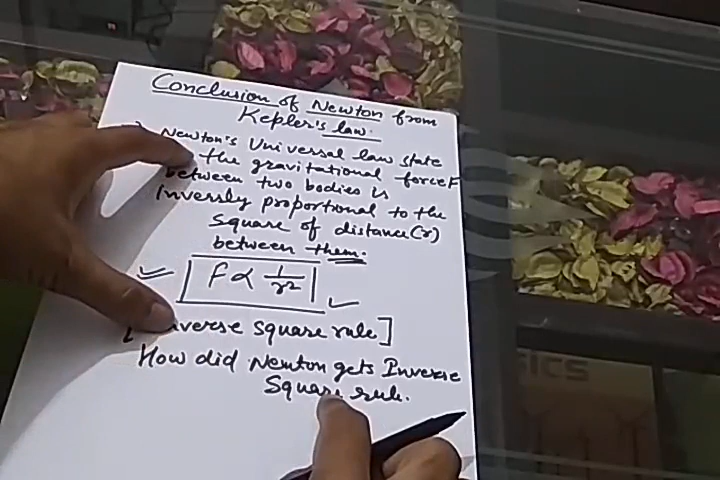 Conclusion of Newton from
Kepler's law.
Newton's Universal law state
the gravitational force F
between two bodies is
inversly proportional to the
square of distance (r)
between them.
F ∝ 1/r²
verse square rule]
How did Newton gets Inverse
Square rule.
sics